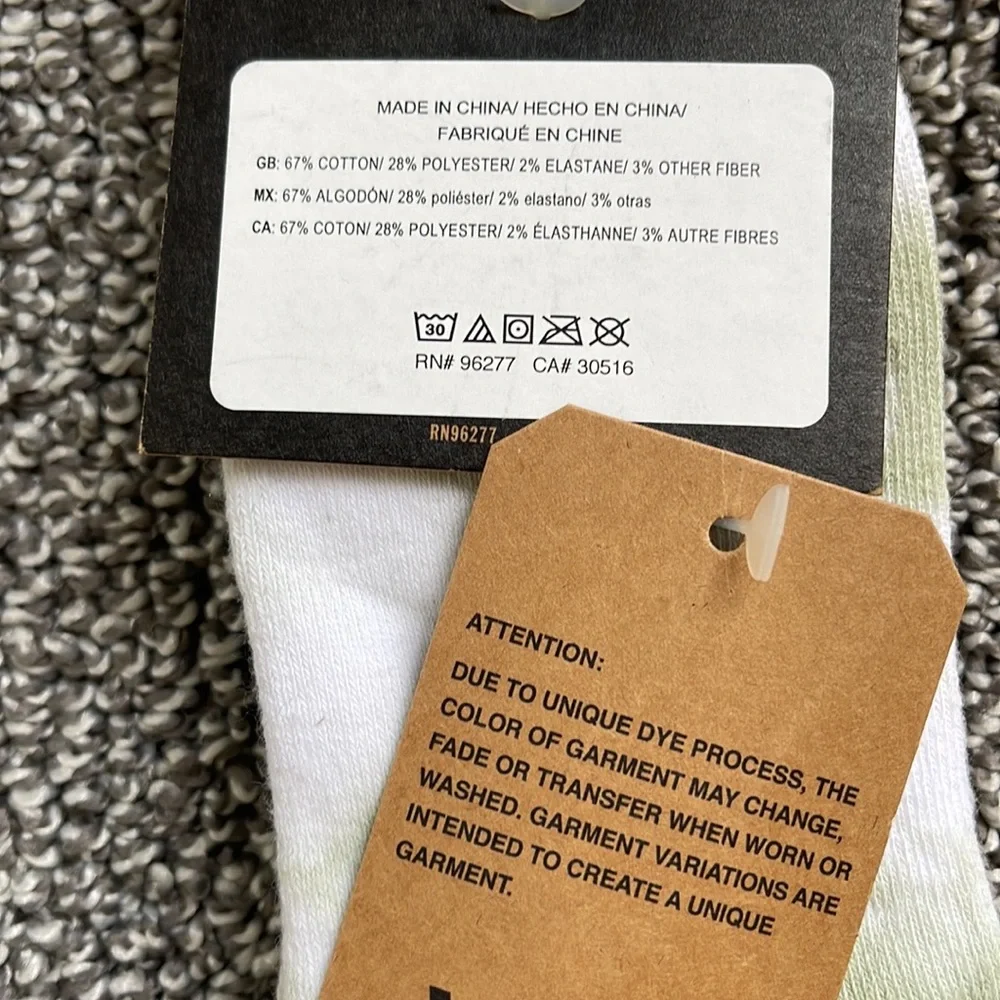 MADE IN CHINA/ HECHO EN CHINA/
FABRIQUÉ EN CHINE
GB: 67% COTTON/ 28% POLYESTER/ 2% ELASTANE/ 3% OTHER FIBER
MX: 67% ALGODÓN/ 28% poliéster/ 2% elastano/ 3% otras
CA: 67% COTON/ 28% POLYESTER/ 2% ÉLASTHANNE/ 3% AUTRE FIBRES
30
RN# 96277 CA# 30516
RN96277
ATTENTION:
DUE TO UNIQUE DYE PROCESS, THE
COLOR OF GARMENT MAY CHANGE,
FADE OR TRANSFER WHEN WORN OR
WASHED. GARMENT VARIATIONS ARE
INTENDED TO CREATE A UNIQUE
GARMENT.